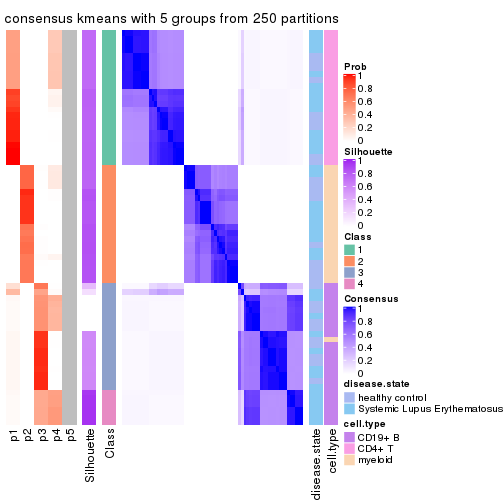 consensus kmeans with 5 groups from 250 partitions
Prob
1
0.8
0.6
0.4
0.2
0
Silhouette
1
0.8
0.6
0.4
0.2
0
Class
1
2
3
4
Consensus
1
0.8
0.6
0.4
0.2
0
disease.state
healthy control
Systemic Lupus Erythematosus
cell.type
CD19+ B
CD4+ T
myeloid
p1
p2
p3
p4
p5
Silhouette
Class
disease.state
cell.type